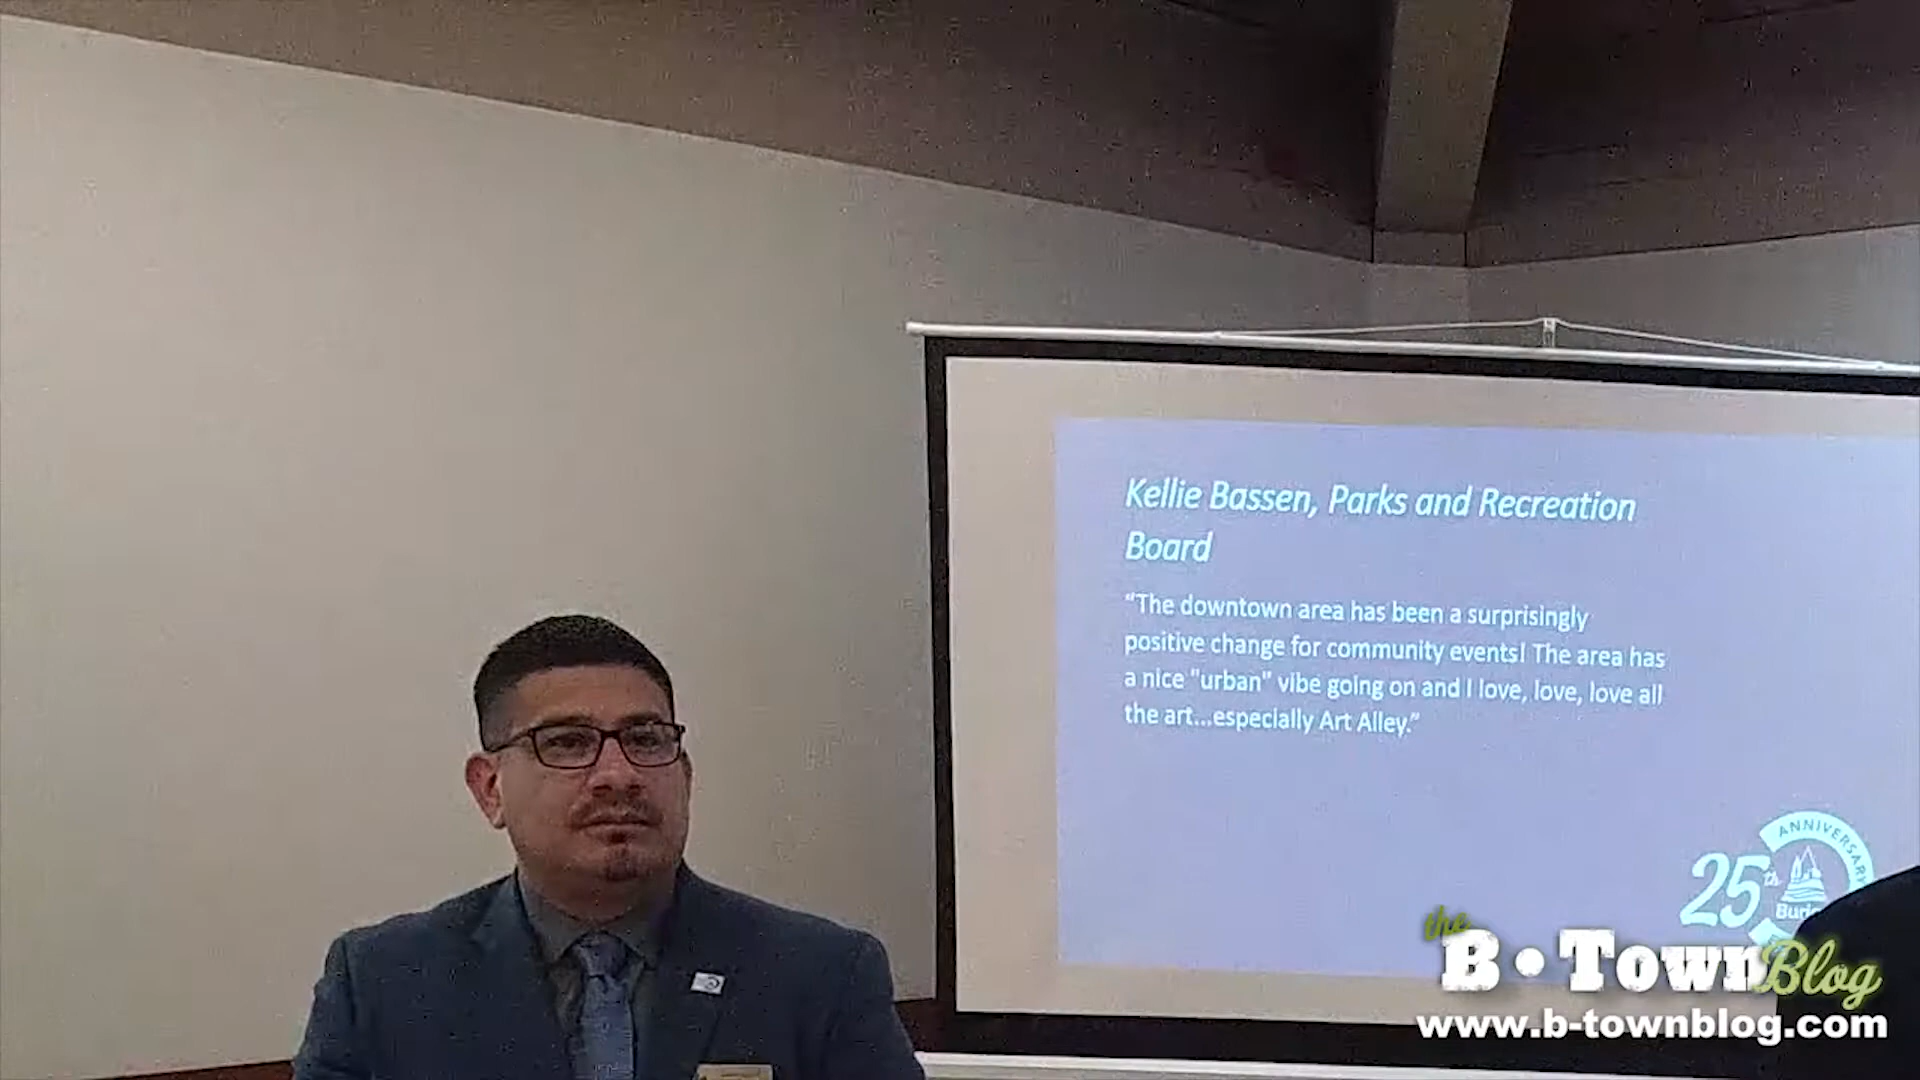 Kellie Bassen, Parks and Recreation
Board
“The downtown area has been a surprisingly
positive change for community events! The area has
a nice "urban" vibe going on and I love, love, love all
the art...especially Art Alley.”
ANNIVERSARY
25th
the
B•Town Blog
www.b-townblog.com